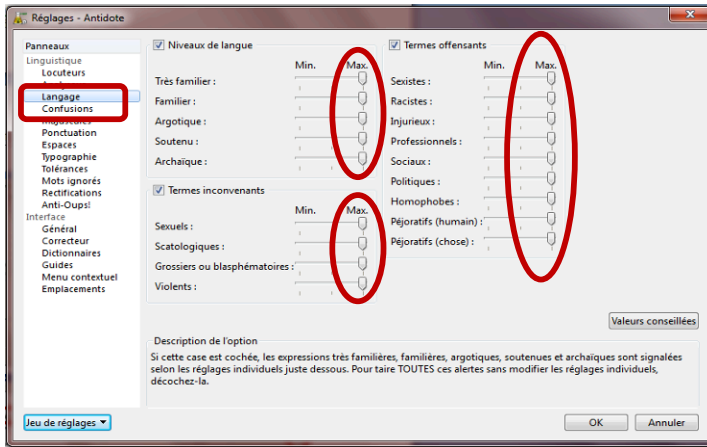 Réglages - Antidote
Panneaux
Linguistique
Locuteurs
Langage
Confusions
Majuscules
Ponctuation
Espaces
Typographie
Tolérances
Mots ignorés
Rectifications
Anti-Oups!
Interface
Général
Correcteur
Dictionnaires
Guides
Menu contextuel
Emplacements
Niveaux de langue
Min. Max.
Très familier :
Familier :
Argotique :
Soutenu :
Archaïque :
Termes inconvenants
Min. Max.
Sexuels :
Scatologiques :
Grossiers ou blasphématoires :
Violents :
Termes offensants
Min. Max.
Sexistes :
Racistes :
Injurieux :
Professionnels :
Sociaux :
Politiques :
Homophobes :
Péjoratifs (humain) :
Péjoratifs (chose) :
Valeurs conseillées
Description de l'option
Si cette case est cochée, les expressions très familières, familières, argotiques, soutenues et archaïques sont signalées
selon les réglages individuels juste dessous. Pour taire TOUTES ces alertes sans modifier les réglages individuels,
décochez-la.
Jeu de réglages
OK
Annuler